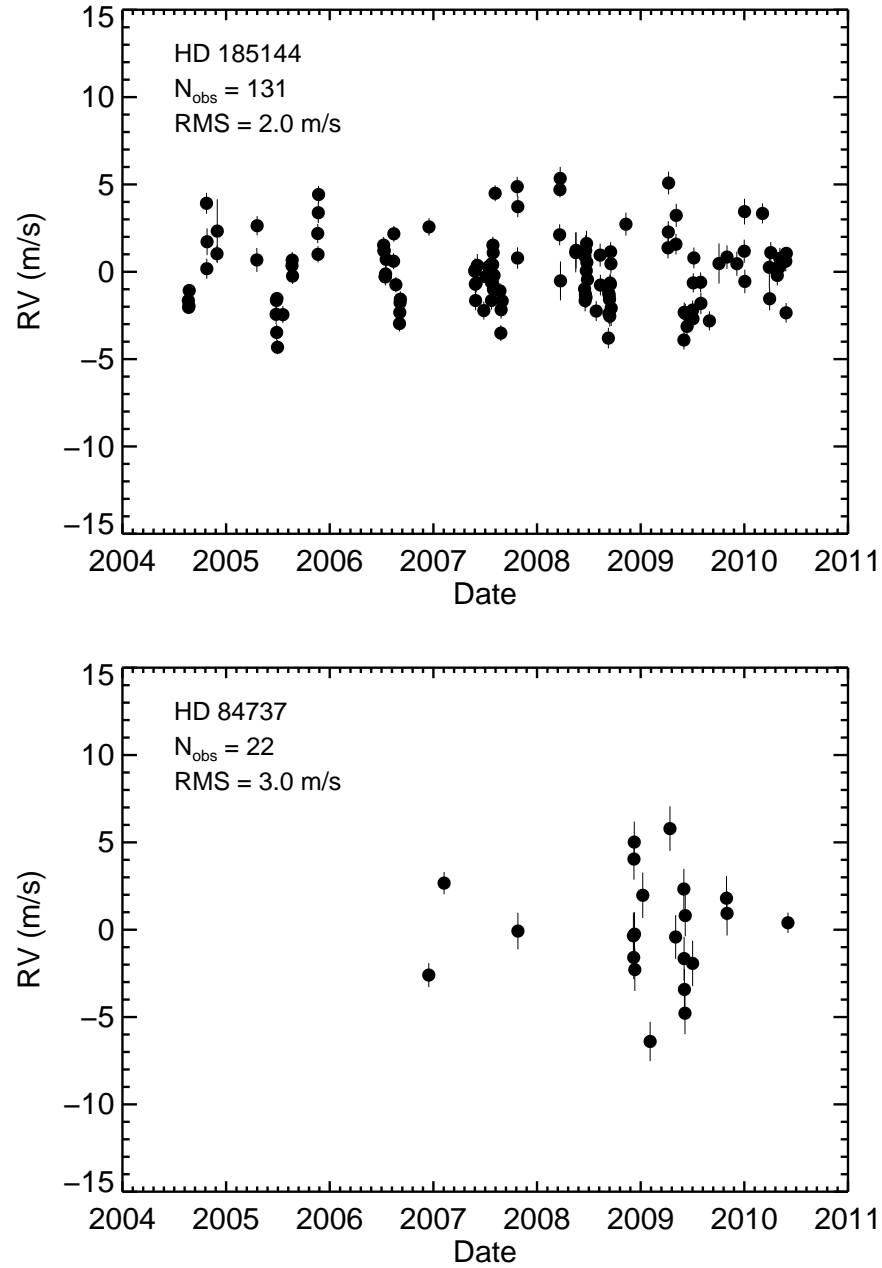 15
HD 185144
N_obs = 131
RMS = 2.0 m/s
10
5
0
−5
−10
−15
RV (m/s)
2004 2005 2006 2007 2008 2009 2010 2011
Date
15
HD 84737
N_obs = 22
RMS = 3.0 m/s
10
5
0
−5
−10
−15
RV (m/s)
2004 2005 2006 2007 2008 2009 2010 2011
Date